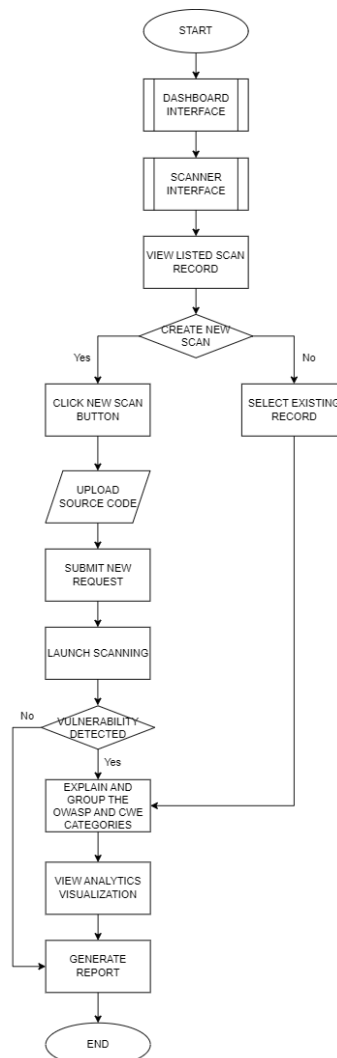 START
DASHBOARD
INTERFACE
SCANNER
INTERFACE
VIEW LISTED SCAN
RECORD
CREATE NEW
SCAN
Yes
No
CLICK NEW SCAN
BUTTON
SELECT EXISTING
RECORD
UPLOAD
SOURCE CODE
SUBMIT NEW
REQUEST
LAUNCH SCANNING
No
VULNERABILITY
DETECTED
Yes
EXPLAIN AND
GROUP THE
OWASP AND CWE
CATEGORIES
VIEW ANALYTICS
VISUALIZATION
GENERATE
REPORT
END